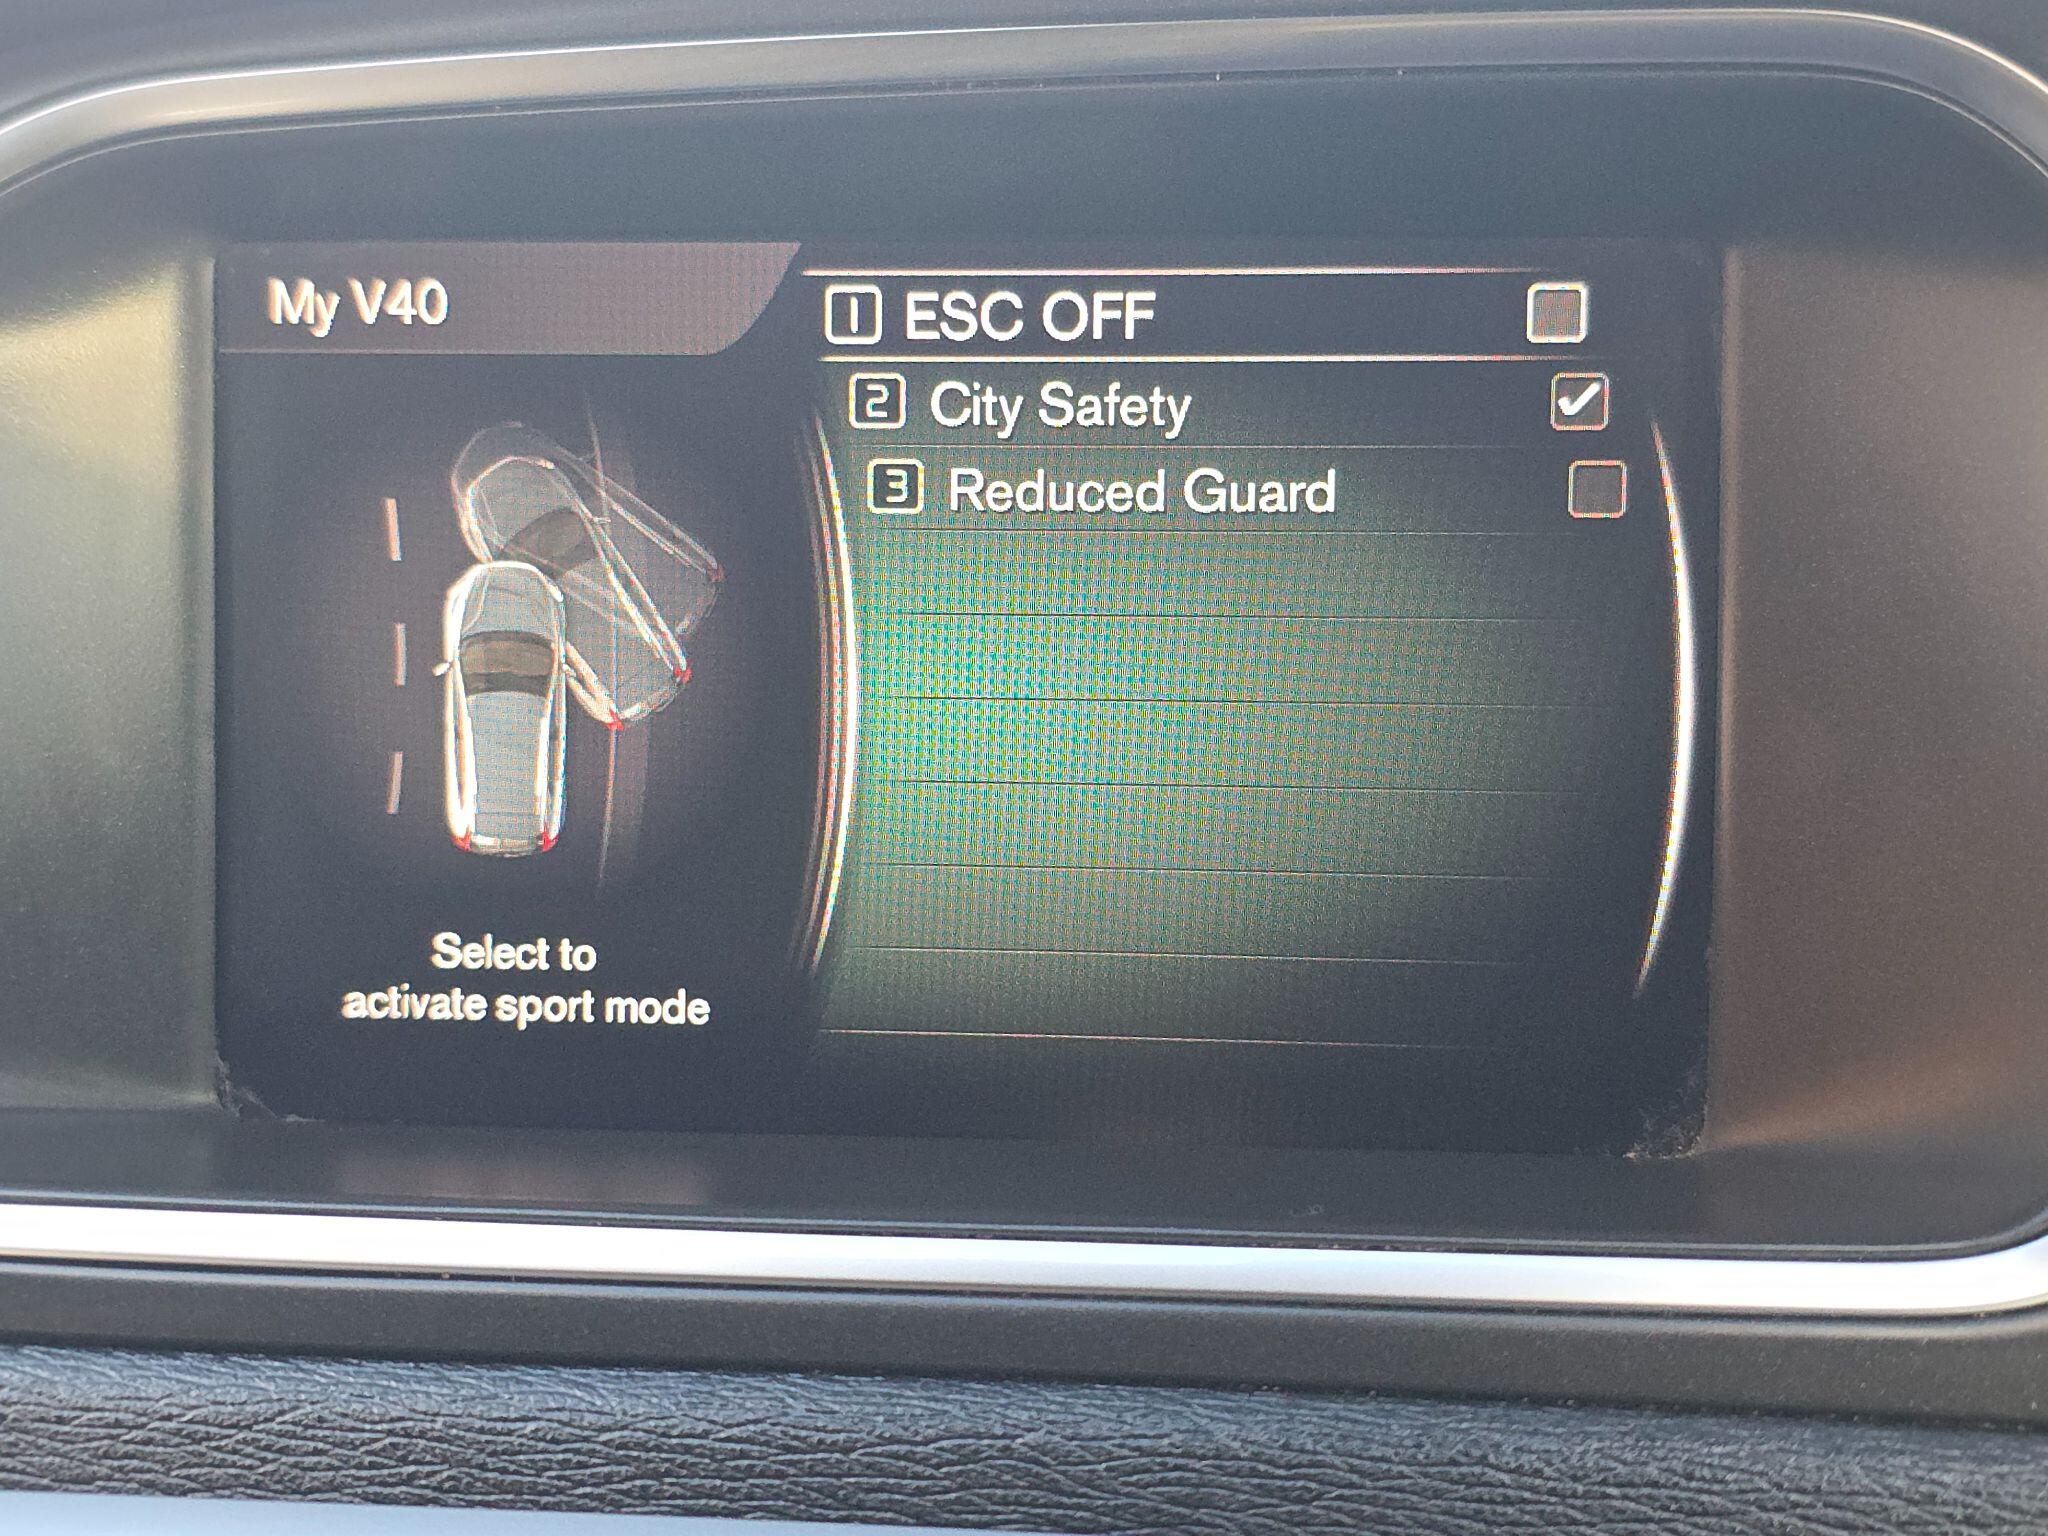 My V40
1 ESC OFF
2 City Safety
3 Reduced Guard
Select to
activate sport mode